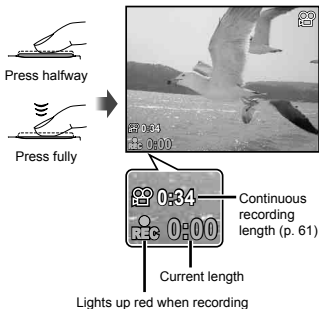 Press halfway
Press fully
0:34
REC 0:00
0:34
REC 0:00
Continuous
recording
length (p. 61)
Current length
Lights up red when recording